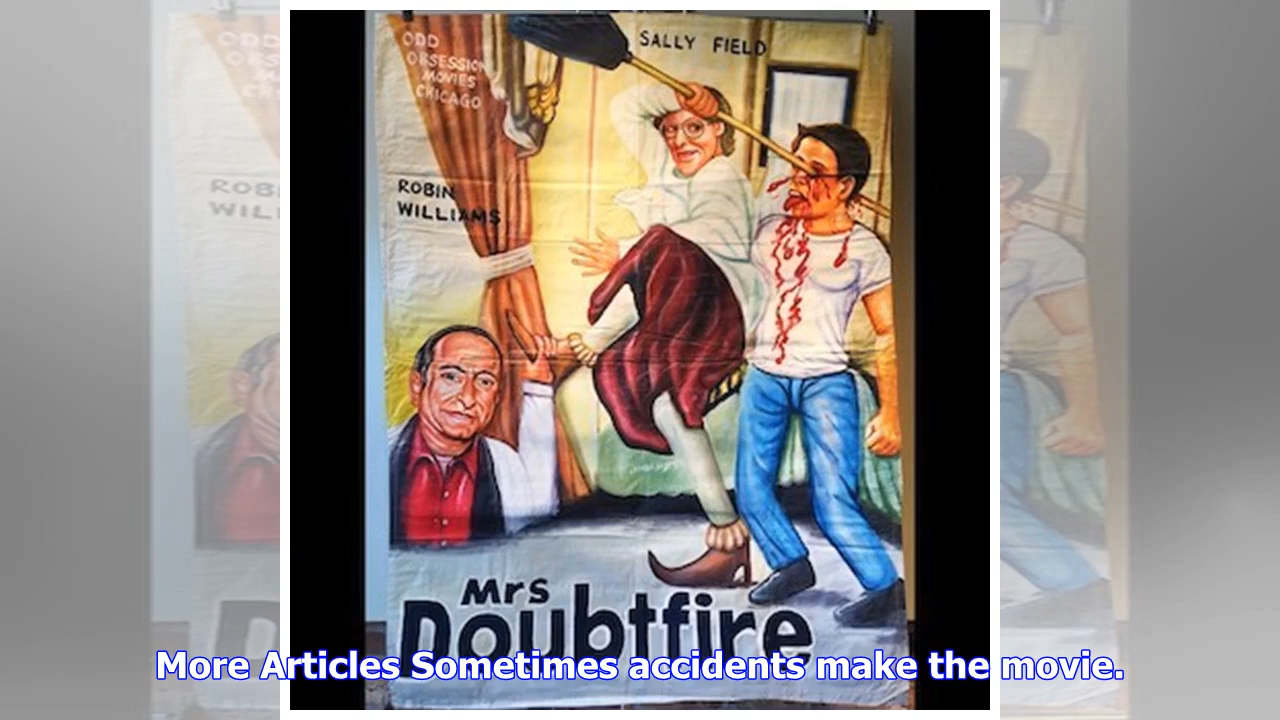 SALLY FIELD
ODD
OBSESSION
MOVIES
CHICAGO
ROBIN
WILLIAMS
Mrs
Doubtfire
More Articles Sometimes accidents make the movie.